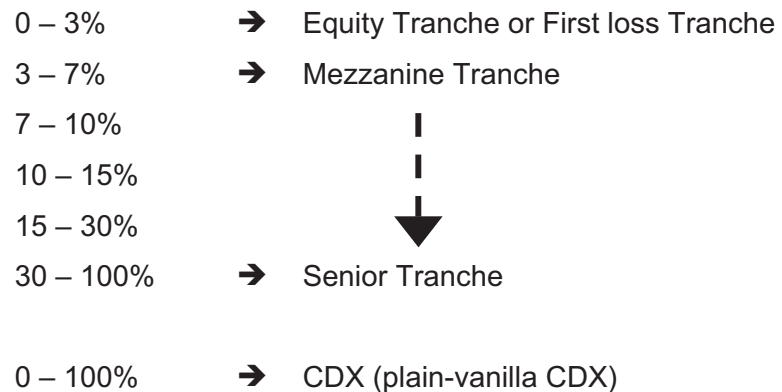 0 – 3% ➔ Equity Tranche or First loss Tranche
3 – 7% ➔ Mezzanine Tranche
7 – 10%
10 – 15%
15 – 30%
30 – 100% ➔ Senior Tranche
0 – 100% ➔ CDX (plain-vanilla CDX)